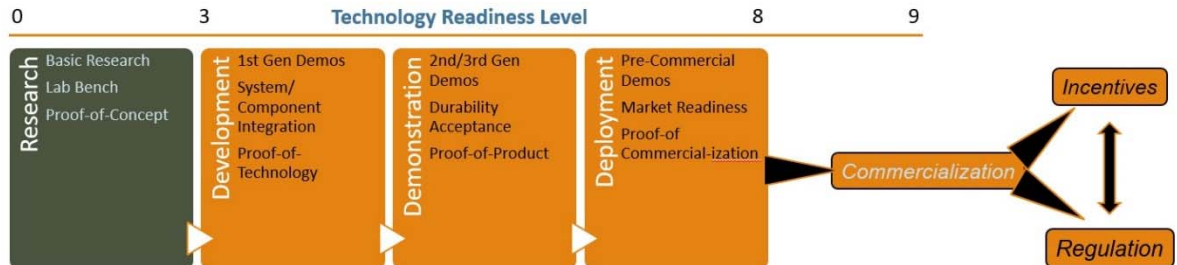 0 3 Technology Readiness Level 8 9
Research
Basic Research
Lab Bench
Proof-of-Concept
Development
1st Gen Demos
System/
Component
Integration
Proof-of-
Technology
Demonstration
2nd/3rd Gen
Demos
Durability
Acceptance
Proof-of-Product
Deployment
Pre-Commercial
Demos
Market Readiness
Proof-of
Commercial-ization
Commercialization
Incentives
Regulation